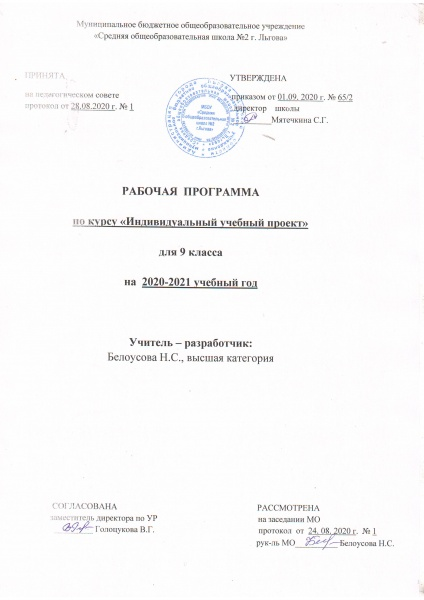 Муниципальное бюджетное общеобразовательное учреждение
«Средняя общеобразовательная школа №2 г. Льгова»
ПРИНЯТА
на педагогическом совете
протокол от 28.08.2020 г. № 1
УТВЕРЖДЕНА
приказом от 01.09. 2020 г. № 65/2
директор школы
Мятечкина С.Г.
РАБОЧАЯ ПРОГРАММА
по курсу «Индивидуальный учебный проект»
для 9 класса
на 2020-2021 учебный год
Учитель – разработчик:
Белоусова Н.С., высшая категория
СОГЛАСОВАНА
заместитель директора по УР
Голоцукова В.Г.
РАССМОТРЕНА
на заседании МО
протокол от 24. 08. 2020 г. № 1
рук-ль МО Белоусова Н.С.